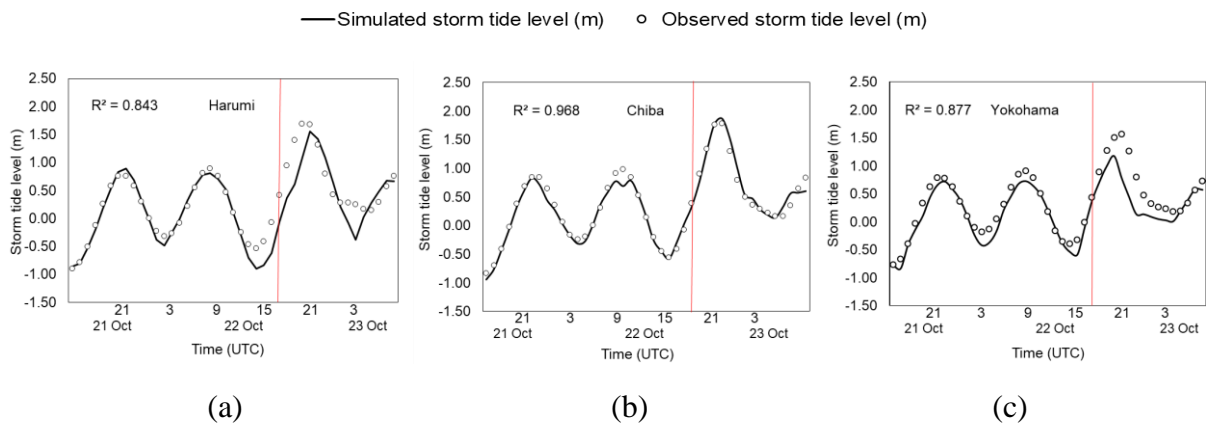 Simulated storm tide level (m) Observed storm tide level (m)
2.50
2.00
1.50
1.00
0.50
0.00
-0.50
-1.00
-1.50
Storm tide level (m)
R² = 0.843 Harumi
21 3 9 15 21 3
21 Oct 22 Oct 23 Oct
Time (UTC)
(a)
2.50
2.00
1.50
1.00
0.50
0.00
-0.50
-1.00
-1.50
Storm tide level (m)
R² = 0.968 Chiba
21 3 9 15 21 3
21 Oct 22 Oct 23 Oct
Time (UTC)
(b)
2.50
2.00
1.50
1.00
0.50
0.00
-0.50
-1.00
-1.50
Storm tide level (m)
R² = 0.877 Yokohama
21 3 9 15 21 3
21 Oct 22 Oct 23 Oct
Time (UTC)
(c)